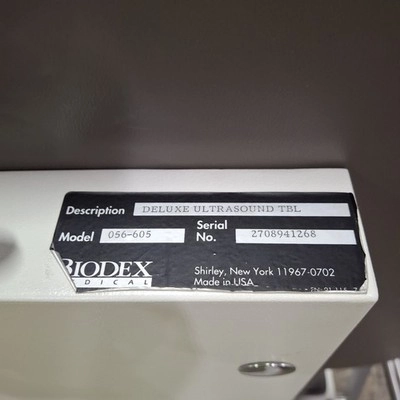 Description DELUXE ULTRASOUND TBL
Model 056-605 Serial No. 2708941268
BIODEX
DICAL
Shirley, New York 11967-0702
Made in USA